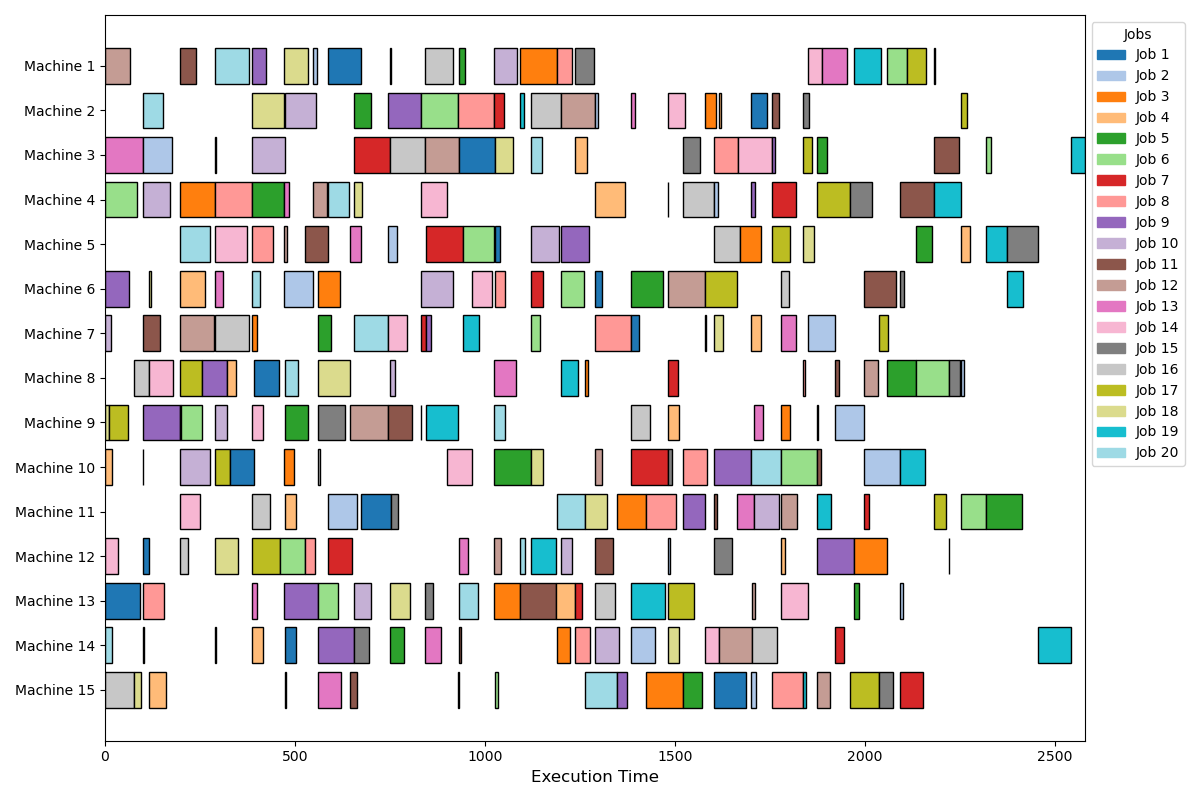 Machine 1
Machine 2
Machine 3
Machine 4
Machine 5
Machine 6
Machine 7
Machine 8
Machine 9
Machine 10
Machine 11
Machine 12
Machine 13
Machine 14
Machine 15
0 500 1000 1500 2000 2500
Execution Time
Jobs
Job 1
Job 2
Job 3
Job 4
Job 5
Job 6
Job 7
Job 8
Job 9
Job 10
Job 11
Job 12
Job 13
Job 14
Job 15
Job 16
Job 17
Job 18
Job 19
Job 20